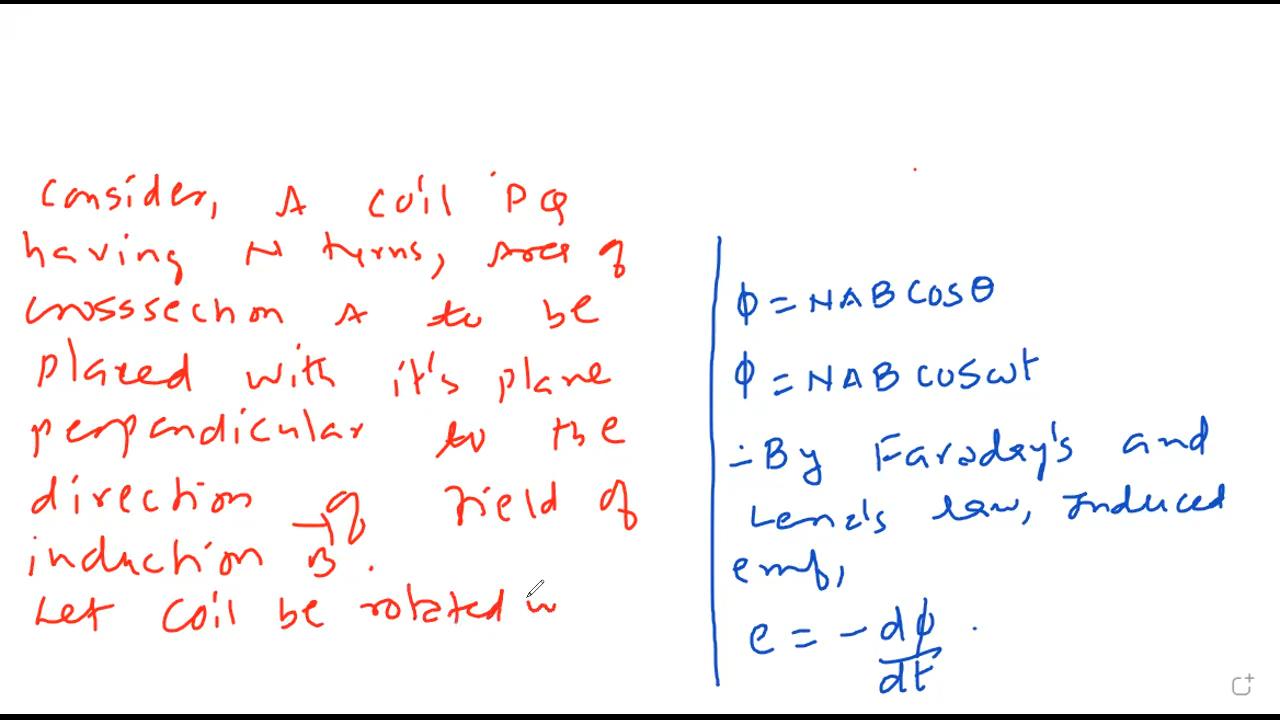 Consider, A coil PQ
having N turns, Area of
crosssection A to be
placed with it's plane
perpendicular to the
direction of field of
induction B⃗.
Let coil be rotated w
ϕ = NAB COSθ
ϕ = NAB COSωt
∴ By Faraday's and
Lenz's law, Induced
emf,
e = - dϕ/dt .